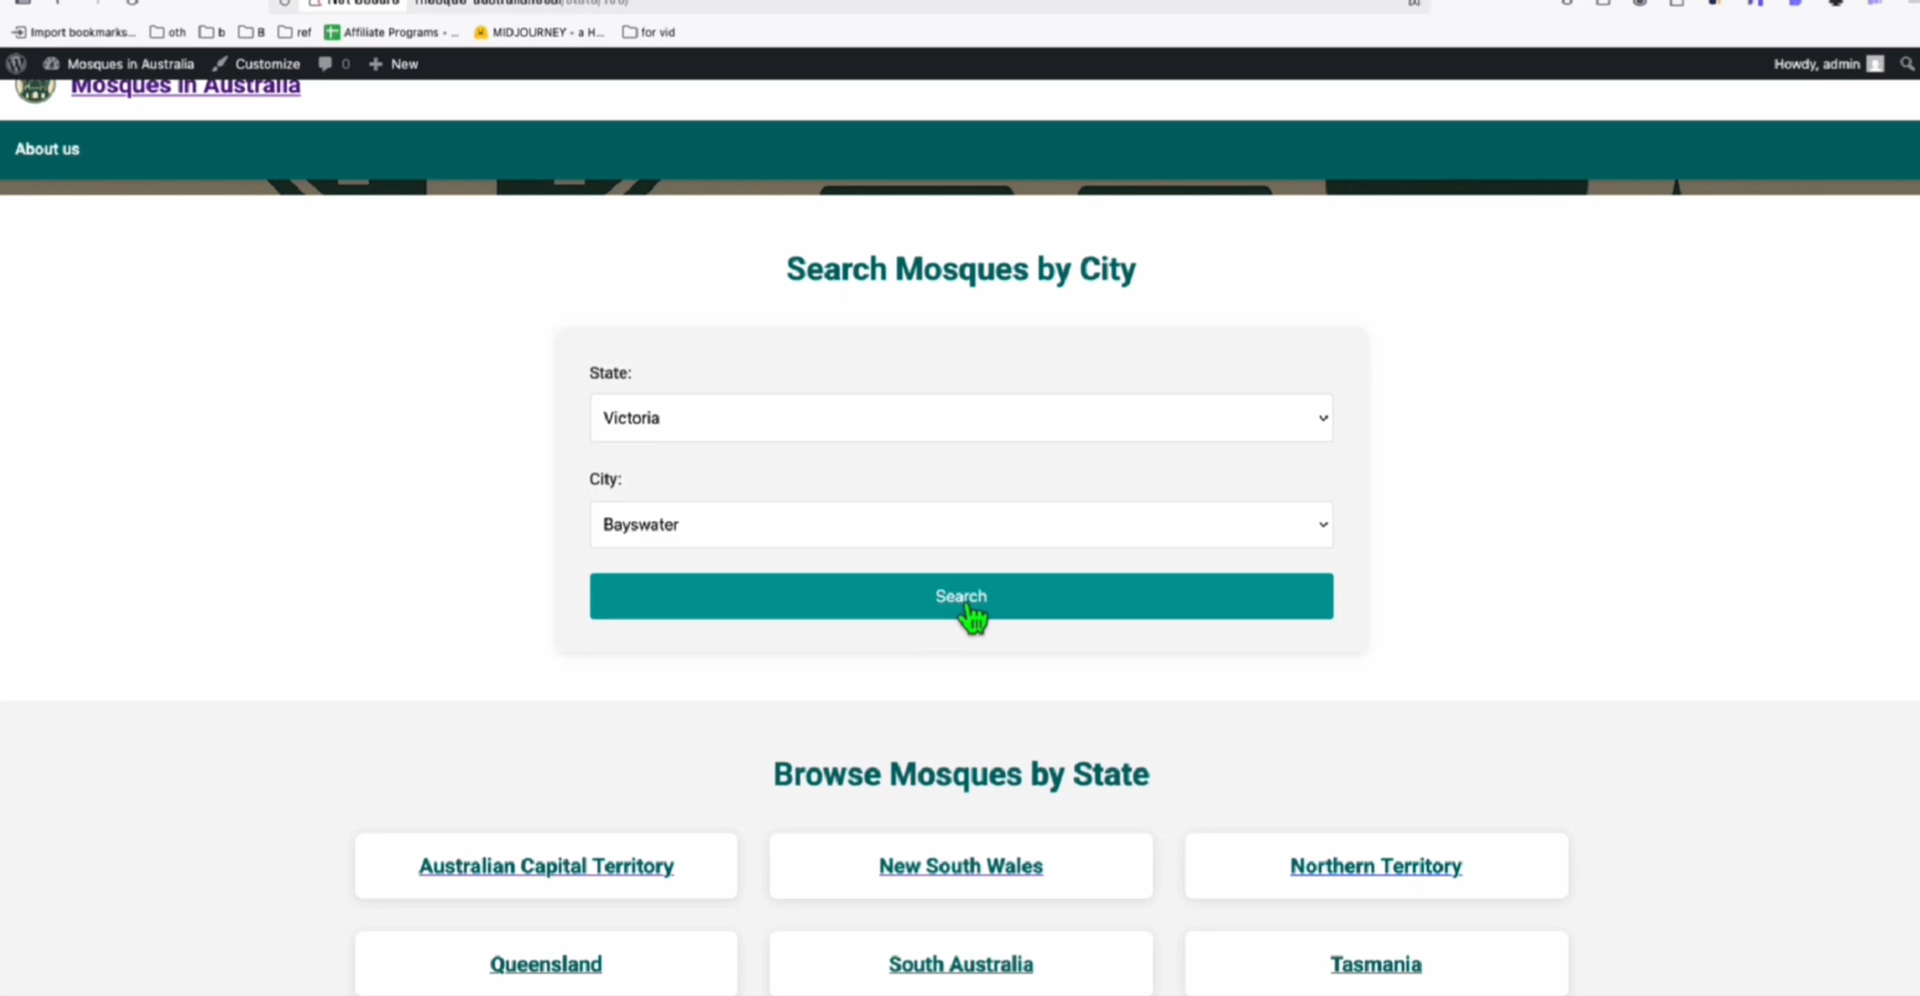 Import bookmarks...
oth
b
B
ref
Affiliate Programs - ...
MIDJOURNEY - a H...
for vid
Mosques in Australia
Customize
0
New
Howdy, admin
Mosques in Australia
About us
Search Mosques by City
State:
Victoria
City:
Bayswater
Search
Browse Mosques by State
Australian Capital Territory
New South Wales
Northern Territory
Queensland
South Australia
Tasmania